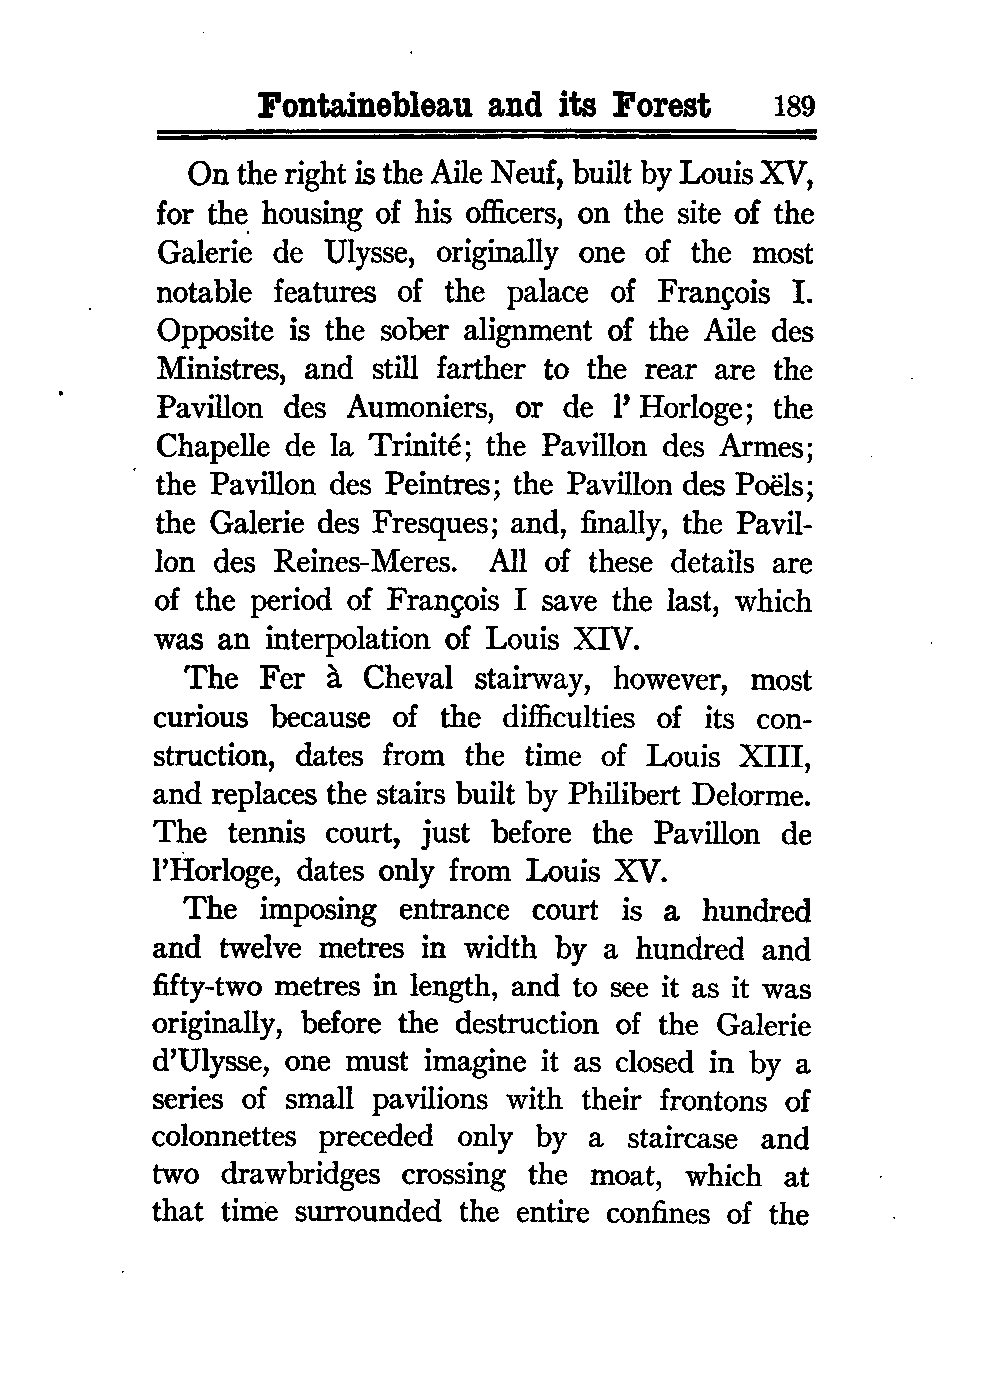 Fontainebleau and its Forest 189
On the right is the Aile Neuf, built by Louis XV,
for the housing of his officers, on the site of the
Galerie de Ulysse, originally one of the most
notable features of the palace of François I.
Opposite is the sober alignment of the Aile des
Ministres, and still farther to the rear are the
Pavillon des Aumoniers, or de l' Horloge; the
Chapelle de la Trinité; the Pavillon des Armes;
the Pavillon des Peintres; the Pavillon des Poëls;
the Galerie des Fresques; and, finally, the Pavil-
lon des Reines-Meres. All of these details are
of the period of François I save the last, which
was an interpolation of Louis XIV.
The Fer à Cheval stairway, however, most
curious because of the difficulties of its con-
struction, dates from the time of Louis XIII,
and replaces the stairs built by Philibert Delorme.
The tennis court, just before the Pavillon de
l'Horloge, dates only from Louis XV.
The imposing entrance court is a hundred
and twelve metres in width by a hundred and
fifty-two metres in length, and to see it as it was
originally, before the destruction of the Galerie
d'Ulysse, one must imagine it as closed in by a
series of small pavilions with their frontons of
colonnettes preceded only by a staircase and
two drawbridges crossing the moat, which at
that time surrounded the entire confines of the